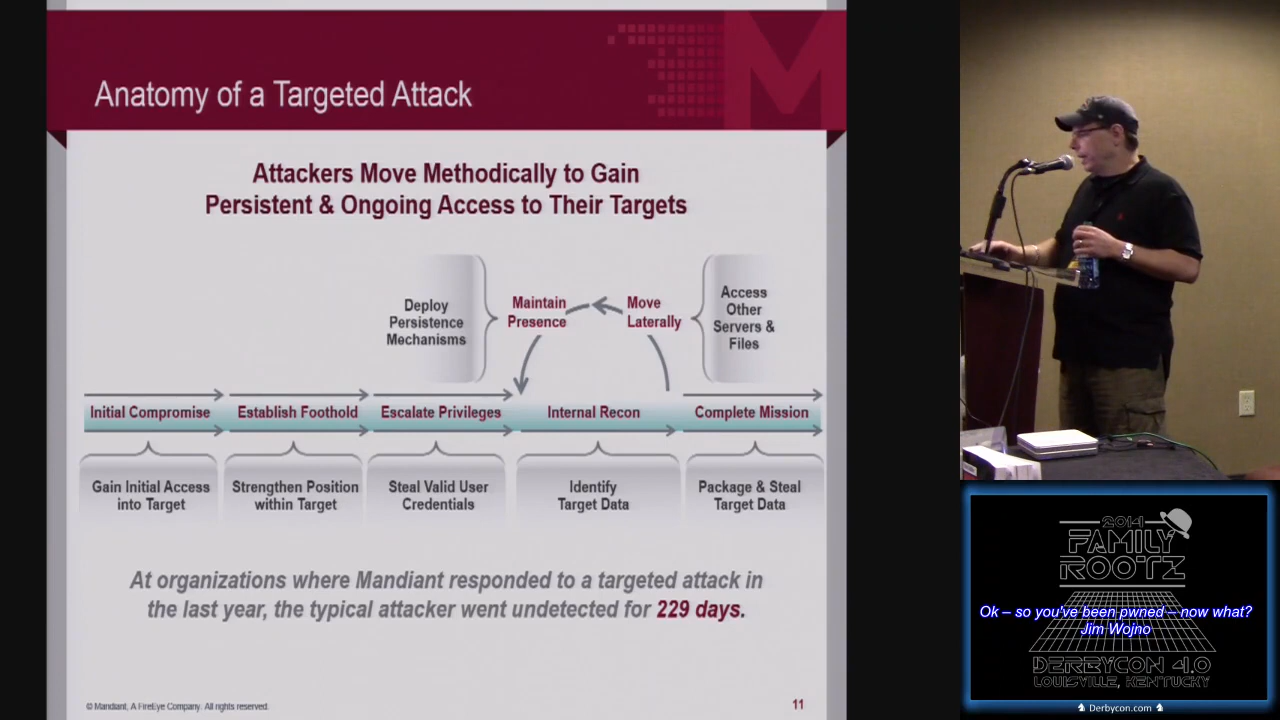 Anatomy of a Targeted Attack
Attackers Move Methodically to Gain
Persistent & Ongoing Access to Their Targets
Deploy
Persistence
Mechanisms
Maintain
Presence
Move
Laterally
Access
Other
Servers &
Files
Initial Compromise
Establish Foothold
Escalate Privileges
Internal Recon
Complete Mission
Gain Initial Access
into Target
Strengthen Position
within Target
Steal Valid User
Credentials
Identify
Target Data
Package & Steal
Target Data
At organizations where Mandiant responded to a targeted attack in
the last year, the typical attacker went undetected for 229 days.
© Mandiant, A FireEye Company. All rights reserved.
11
2014
FAMILY
ROOTZ
Ok – so you've been pwned – now what?
Jim Wojno
DERBYCON 4.0
LOUISVILLE, KENTUCKY
Derbycon.com